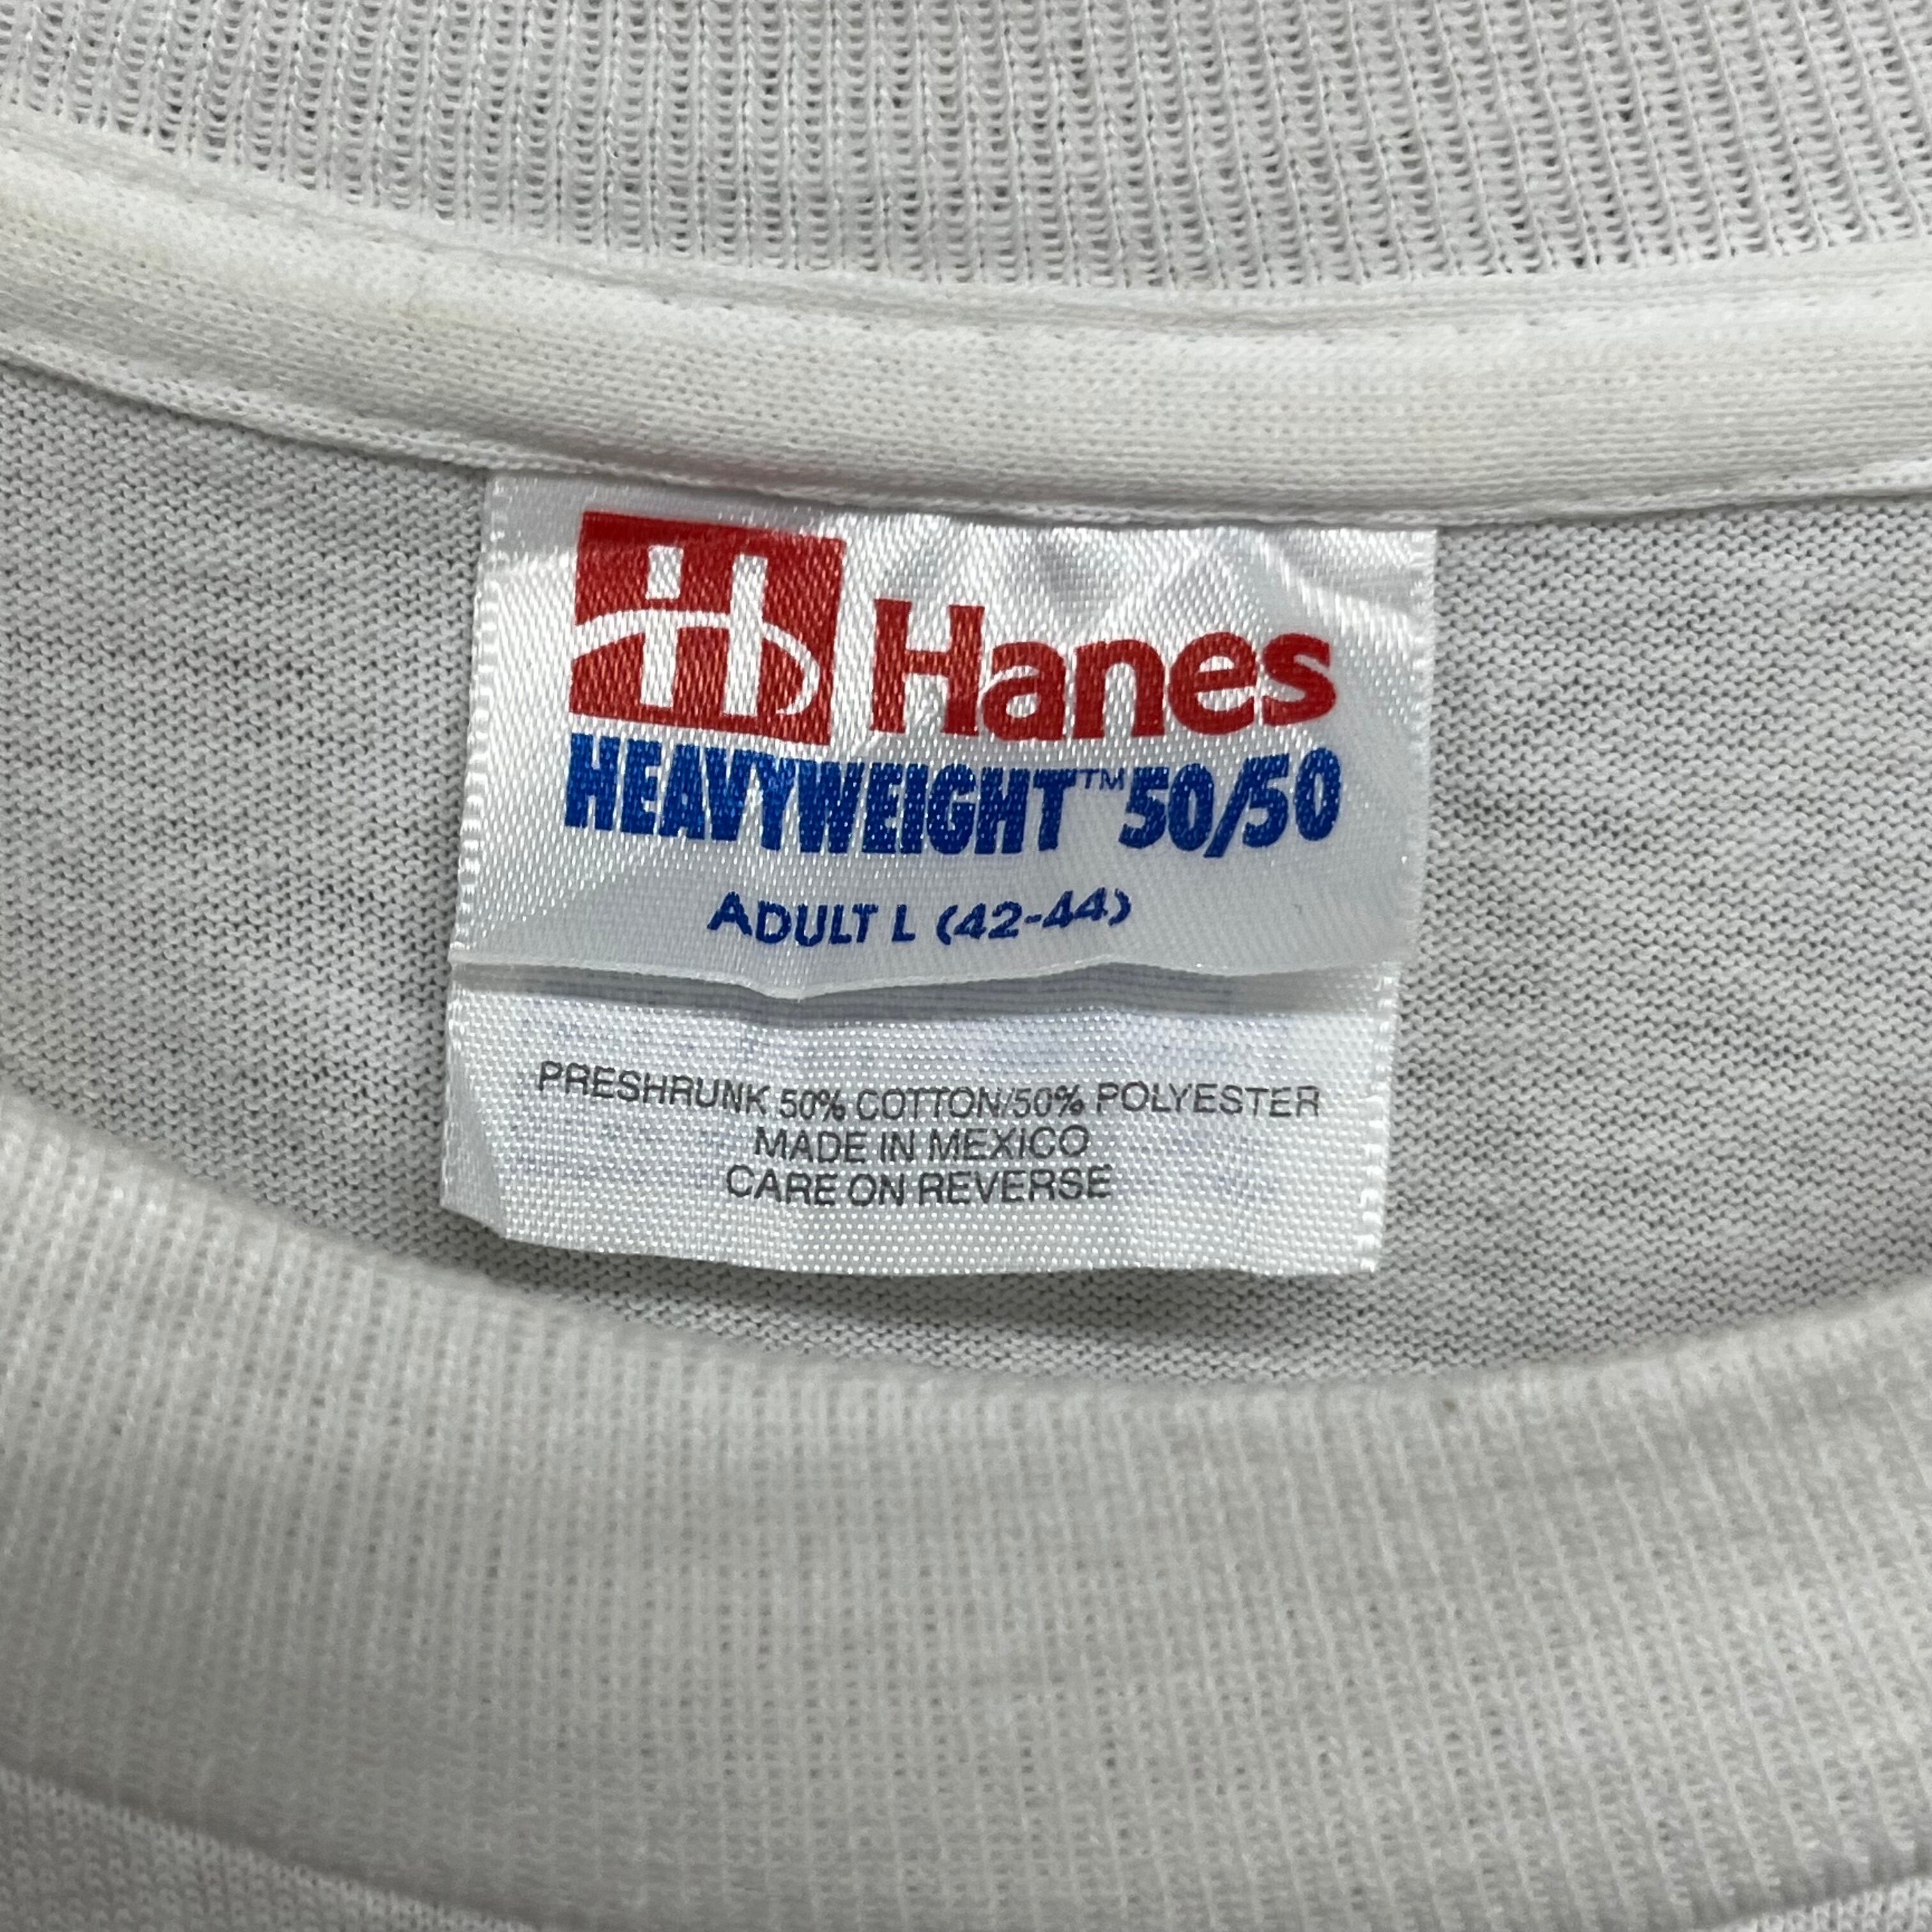 Hanes
HEAVYWEIGHT™ 50/50
ADULT L (42-44)
PRESHRUNK 50% COTTON/50% POLYESTER
MADE IN MEXICO
CARE ON REVERSE